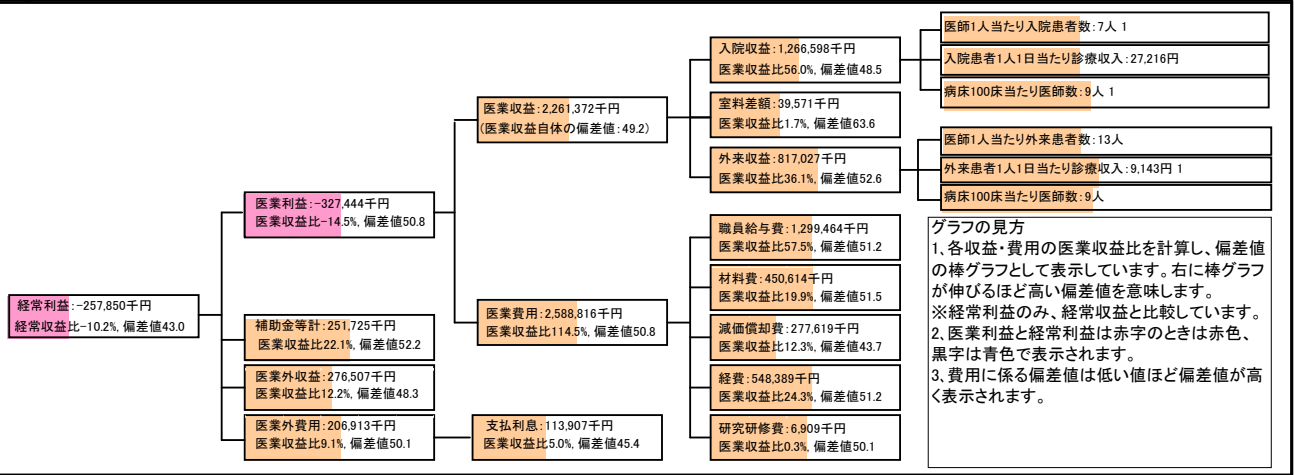 経常利益:-257,850千円
経常収益比-10.2%, 偏差値43.0
医業利益:-327,444千円
医業収益比-14.5%, 偏差値50.8
補助金等計:251,725千円
医業収益比22.1%, 偏差値52.2
医業外収益:276,507千円
医業収益比12.2%, 偏差値48.3
医業外費用:206,913千円
医業収益比9.1%, 偏差値50.1
支払利息:113,907千円
医業収益比5.0%, 偏差値45.4
医業収益:2,261,372千円
(医業収益自体の偏差値:49.2)
医業費用:2,588,816千円
医業収益比114.5%, 偏差値50.8
入院収益:1,266,598千円
医業収益比56.0%, 偏差値48.5
室料差額:39,571千円
医業収益比1.7%, 偏差値63.6
外来収益:817,027千円
医業収益比36.1%, 偏差値52.6
職員給与費:1,299,464千円
医業収益比57.5%, 偏差値51.2
材料費:450,614千円
医業収益比19.9%, 偏差値51.5
減価償却費:277,619千円
医業収益比12.3%, 偏差値43.7
経費:548,389千円
医業収益比24.3%, 偏差値51.2
研究研修費:6,909千円
医業収益比0.3%, 偏差値50.1
医師1人当たり入院患者数:7人 1
入院患者1人1日当たり診療収入:27,216円
病床100床当たり医師数:9人 1
医師1人当たり外来患者数:13人
外来患者1人1日当たり診療収入:9,143円 1
病床100床当たり医師数:9人
グラフの見方
1、各収益・費用の医業収益比を計算し、偏差値
の棒グラフとして表示しています。右に棒グラフ
が伸びるほど高い偏差値を意味します。
※経常利益のみ、経常収益と比較しています。
2、医業利益と経常利益は赤字のときは赤色、
黒字は青色で表示されます。
3、費用に係る偏差値は低い値ほど偏差値が高
く表示されます。